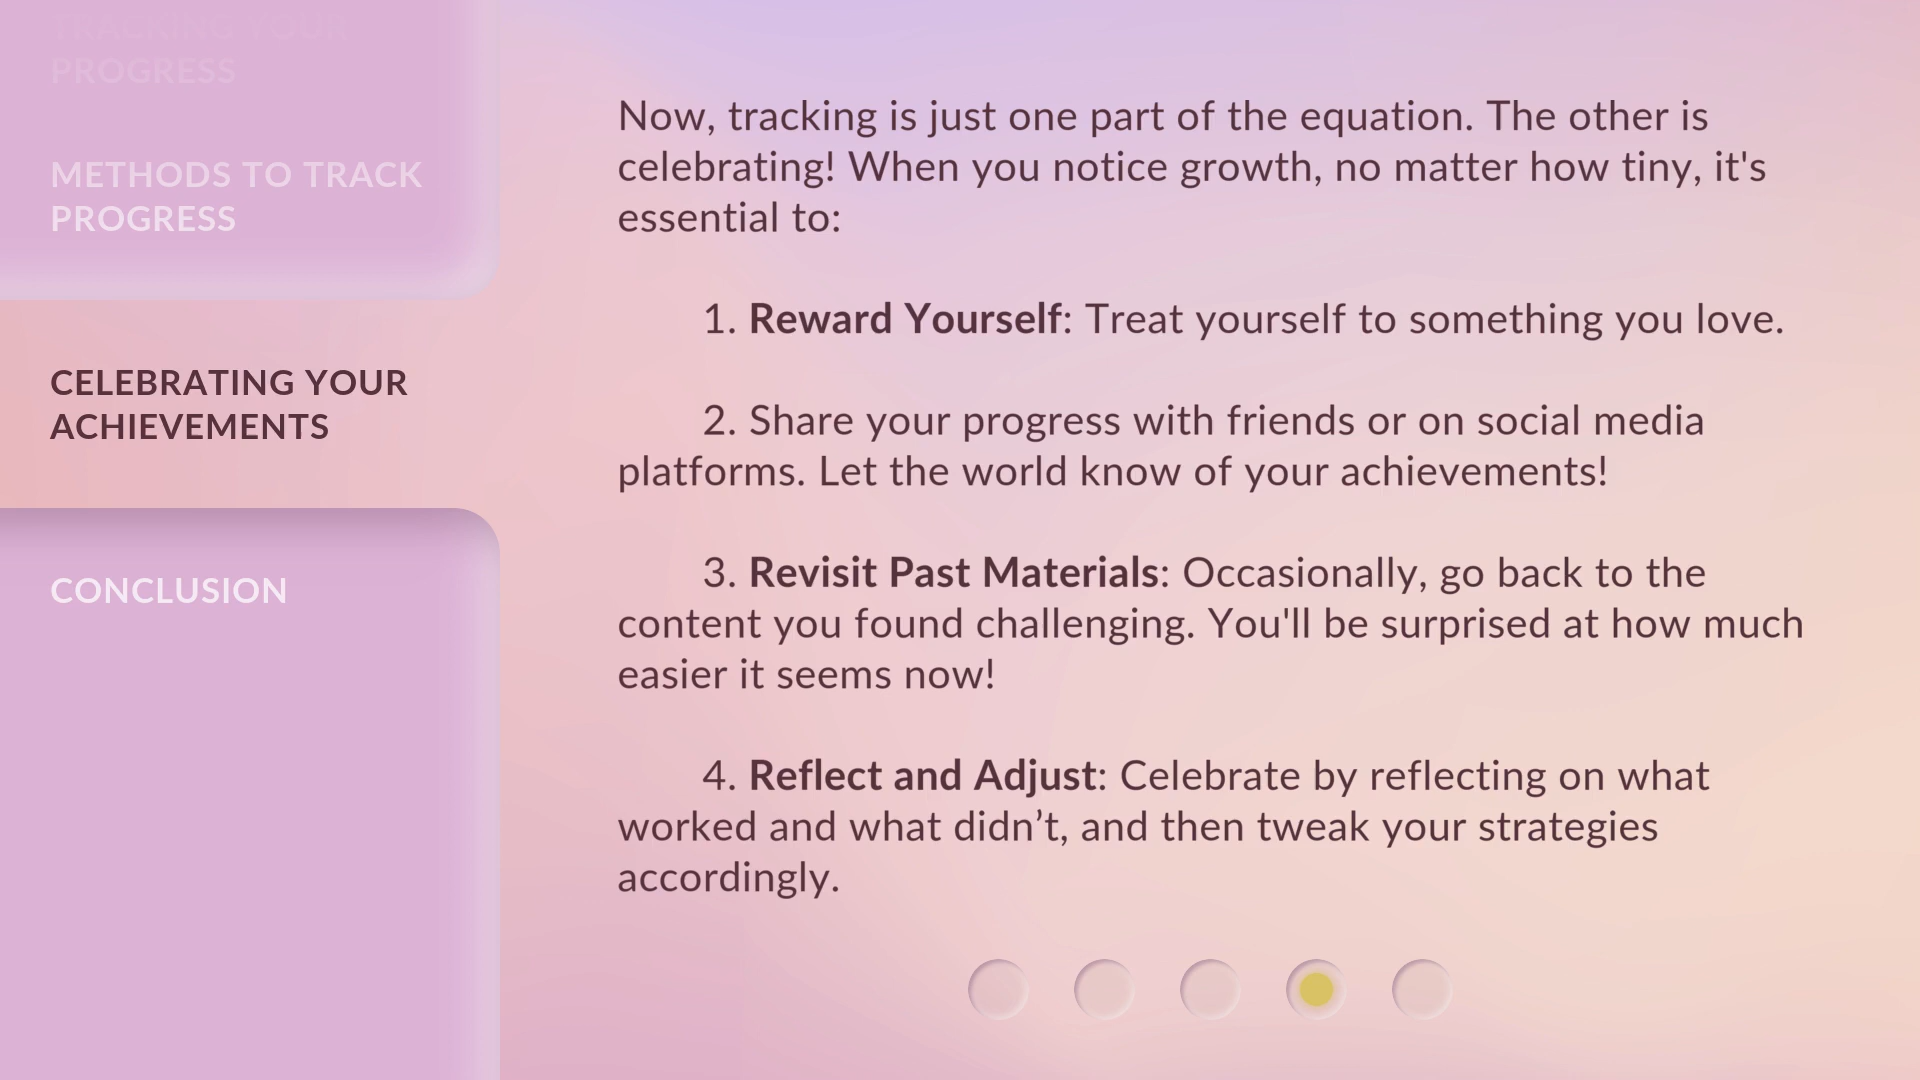 TRACKING YOUR
PROGRESS
METHODS TO TRACK
PROGRESS
CELEBRATING YOUR
ACHIEVEMENTS
CONCLUSION
Now, tracking is just one part of the equation. The other is
celebrating! When you notice growth, no matter how tiny, it's
essential to:
1. Reward Yourself: Treat yourself to something you love.
2. Share your progress with friends or on social media
platforms. Let the world know of your achievements!
3. Revisit Past Materials: Occasionally, go back to the
content you found challenging. You'll be surprised at how much
easier it seems now!
4. Reflect and Adjust: Celebrate by reflecting on what
worked and what didn’t, and then tweak your strategies
accordingly.